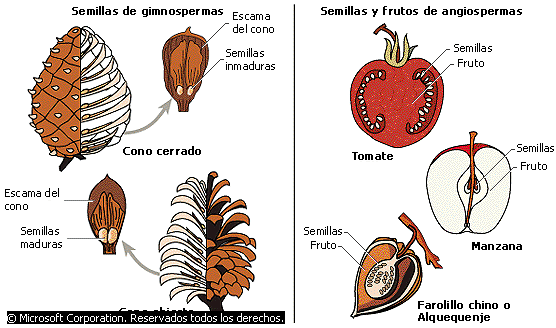 Semillas de gimnospermas
Escama
del cono
Semillas
inmaduras
Cono cerrado
Escama del
cono
Semillas
maduras
© Microsoft Corporation. Reservados todos los derechos.
Semillas y frutos de angiospermas
Semillas
Fruto
Tomate
Semillas
Fruto
Manzana
Semillas
Fruto
Farolillo chino o
Alquequenje